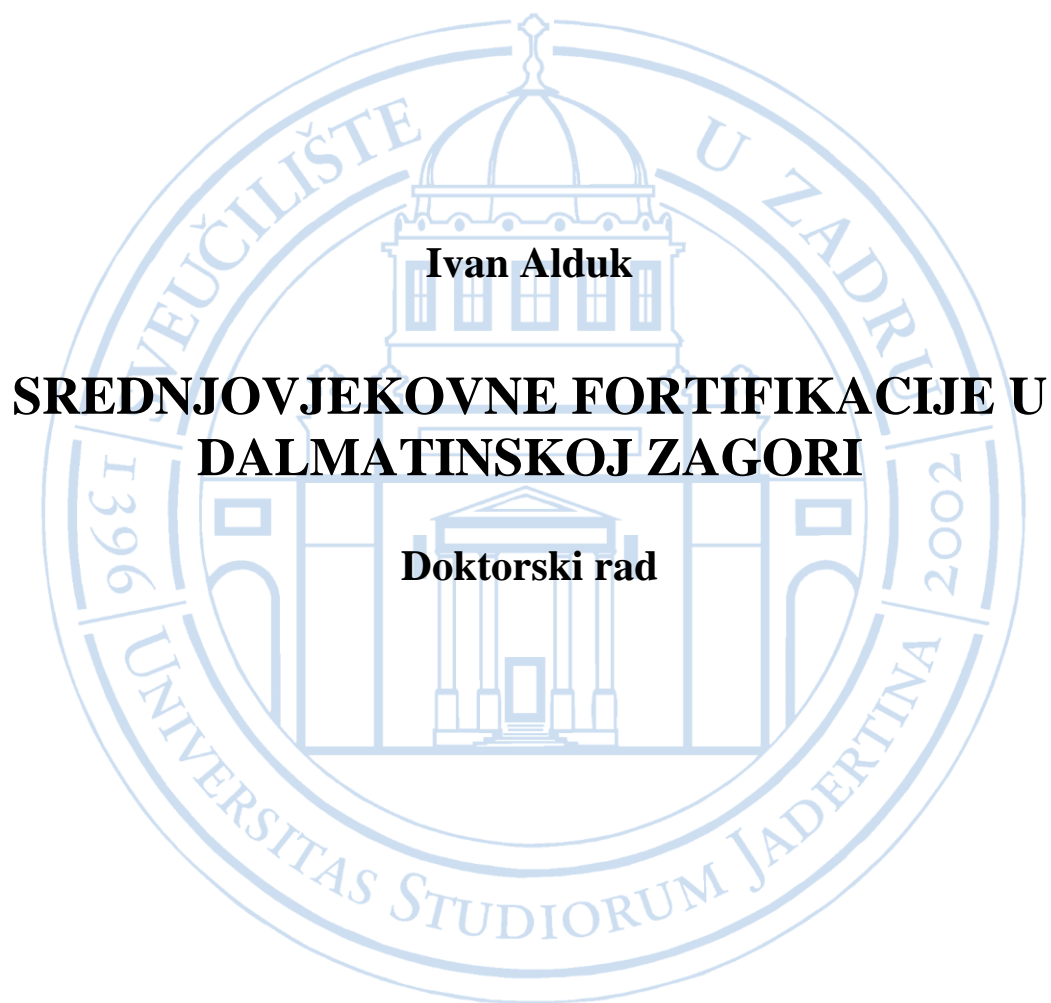 SVEUČILIŠTE U ZADRU
Ivan Alduk
SREDNJOVJEKOVNE FORTIFIKACIJE U
DALMATINSKOJ ZAGORI
1396
2002
Doktorski rad
UNIVERSITAS STUDIORUM JADERTINA